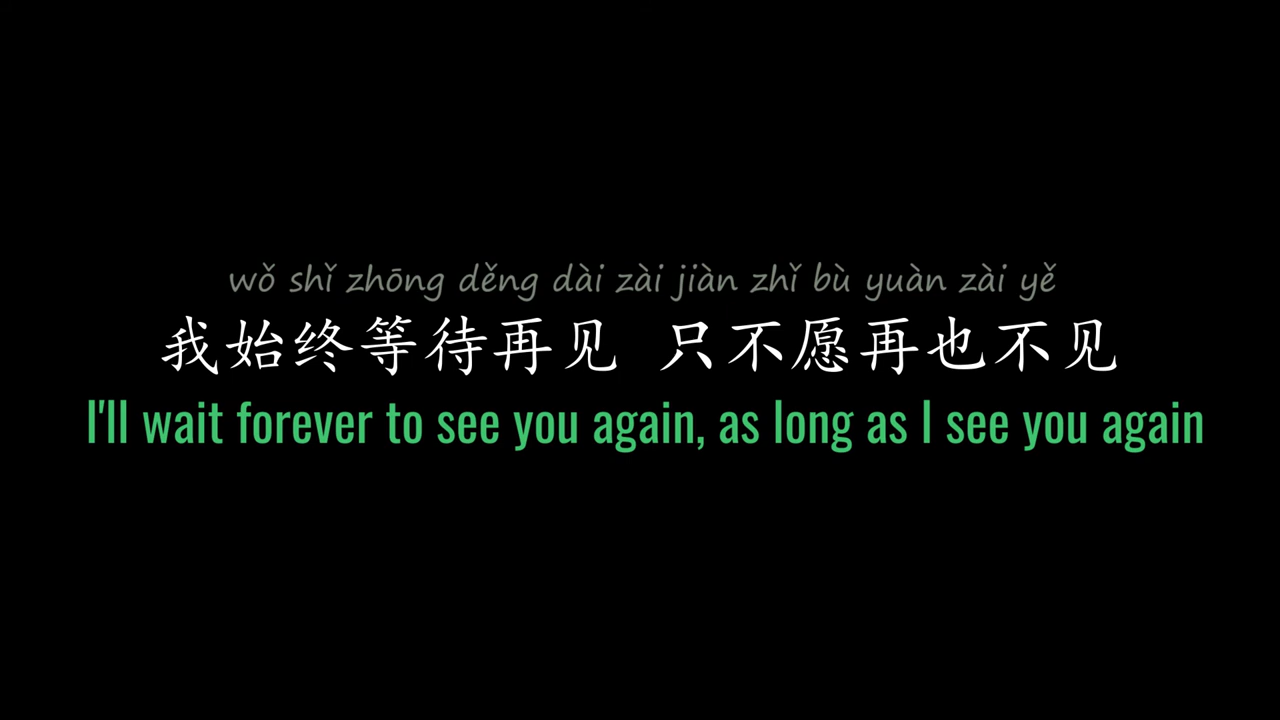 wǒ shǐ zhōng děng dài zài jiàn zhǐ bù yuàn zài yě
我始终等待再见 只不愿再也不见
I'll wait forever to see you again, as long as I see you again